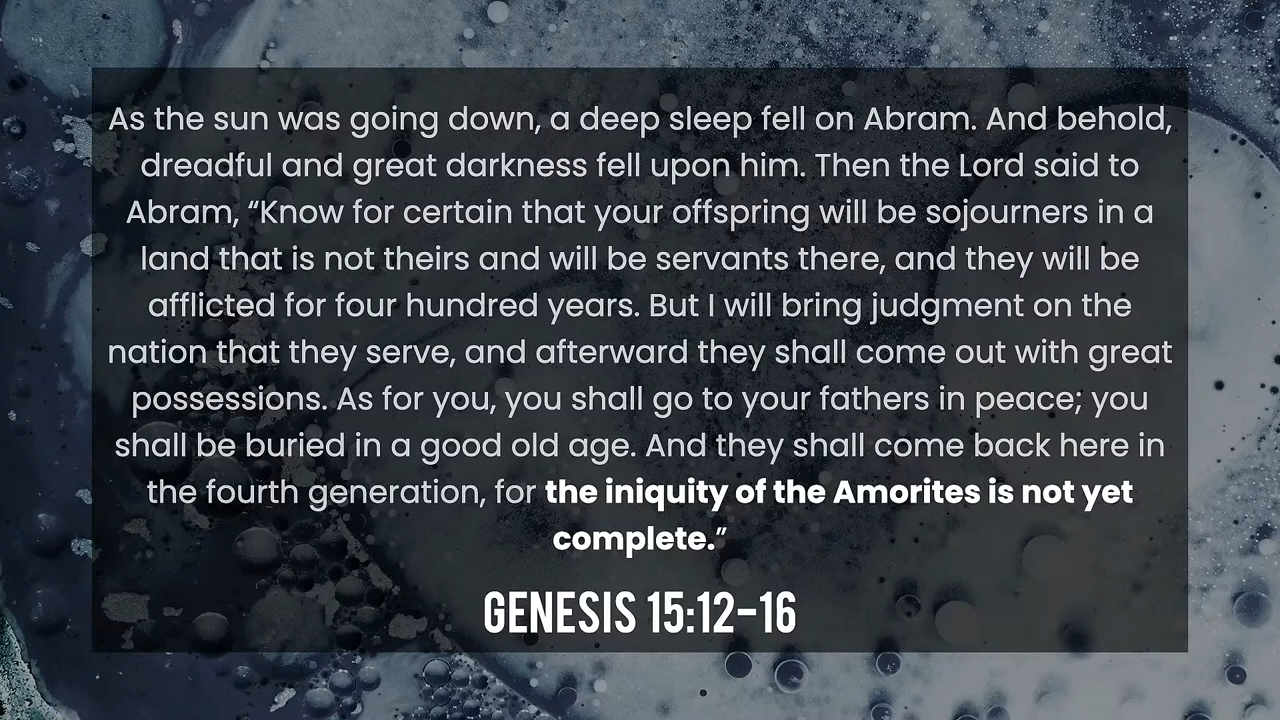 As the sun was going down, a deep sleep fell on Abram. And behold,
dreadful and great darkness fell upon him. Then the Lord said to
Abram, “Know for certain that your offspring will be sojourners in a
land that is not theirs and will be servants there, and they will be
afflicted for four hundred years. But I will bring judgment on the
nation that they serve, and afterward they shall come out with great
possessions. As for you, you shall go to your fathers in peace; you
shall be buried in a good old age. And they shall come back here in
the fourth generation, for the iniquity of the Amorites is not yet
complete.”
GENESIS 15:12–16